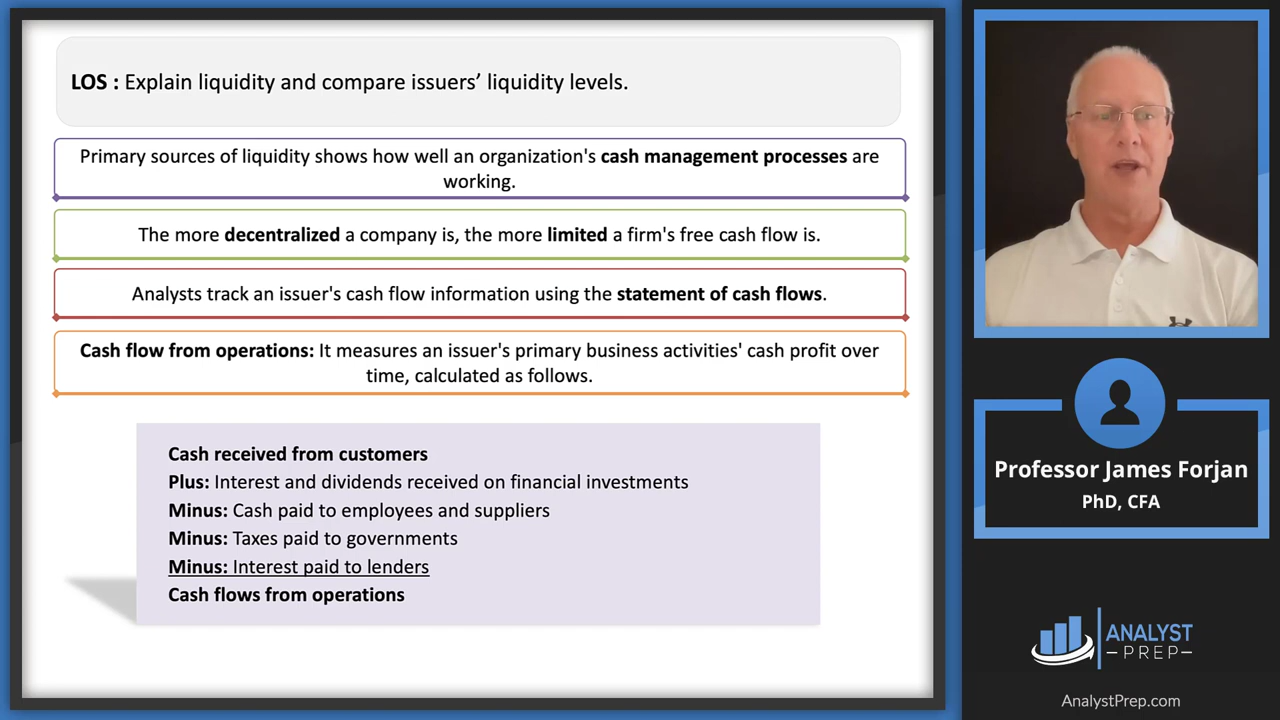 LOS : Explain liquidity and compare issuers' liquidity levels.
Primary sources of liquidity shows how well an organization's cash management processes are
working.
The more decentralized a company is, the more limited a firm's free cash flow is.
Analysts track an issuer's cash flow information using the statement of cash flows.
Cash flow from operations: It measures an issuer's primary business activities' cash profit over
time, calculated as follows.
Cash received from customers
Plus: Interest and dividends received on financial investments
Minus: Cash paid to employees and suppliers
Minus: Taxes paid to governments
Minus: Interest paid to lenders
Cash flows from operations
Professor James Forjan
PhD, CFA
ANALYST
–PREP–
AnalystPrep.com